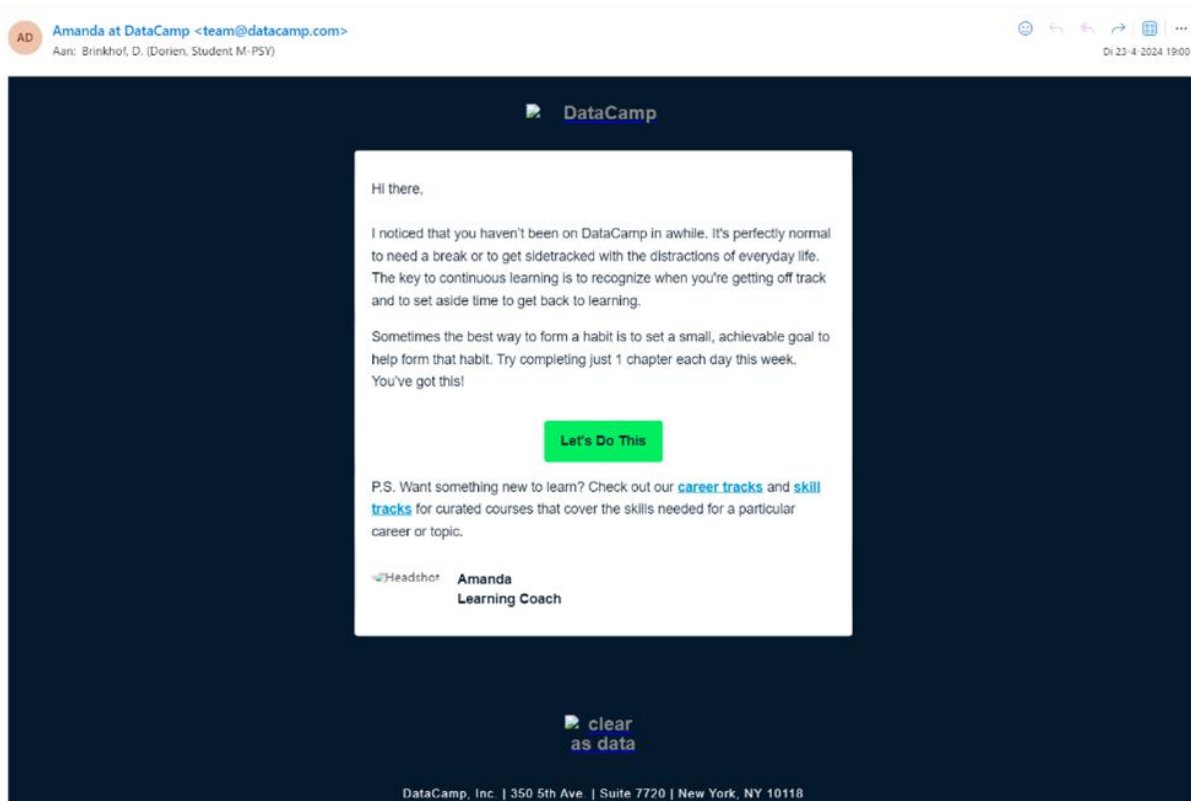 AD
Amanda at DataCamp <team@datacamp.com>
Aan: Brinkhof, D. (Dorien, Student M-PSY)
Di 23-4-2024 19:00
DataCamp
Hi there,
I noticed that you haven't been on DataCamp in awhile. It's perfectly normal
to need a break or to get sidetracked with the distractions of everyday life.
The key to continuous learning is to recognize when you're getting off track
and to set aside time to get back to learning.
Sometimes the best way to form a habit is to set a small, achievable goal to
help form that habit. Try completing just 1 chapter each day this week.
You've got this!
Let's Do This
P.S. Want something new to learn? Check out our career tracks and skill
tracks for curated courses that cover the skills needed for a particular
career or topic.
Headshot
Amanda
Learning Coach
clear
as data
DataCamp, Inc. | 350 5th Ave. | Suite 7720 | New York, NY 10118